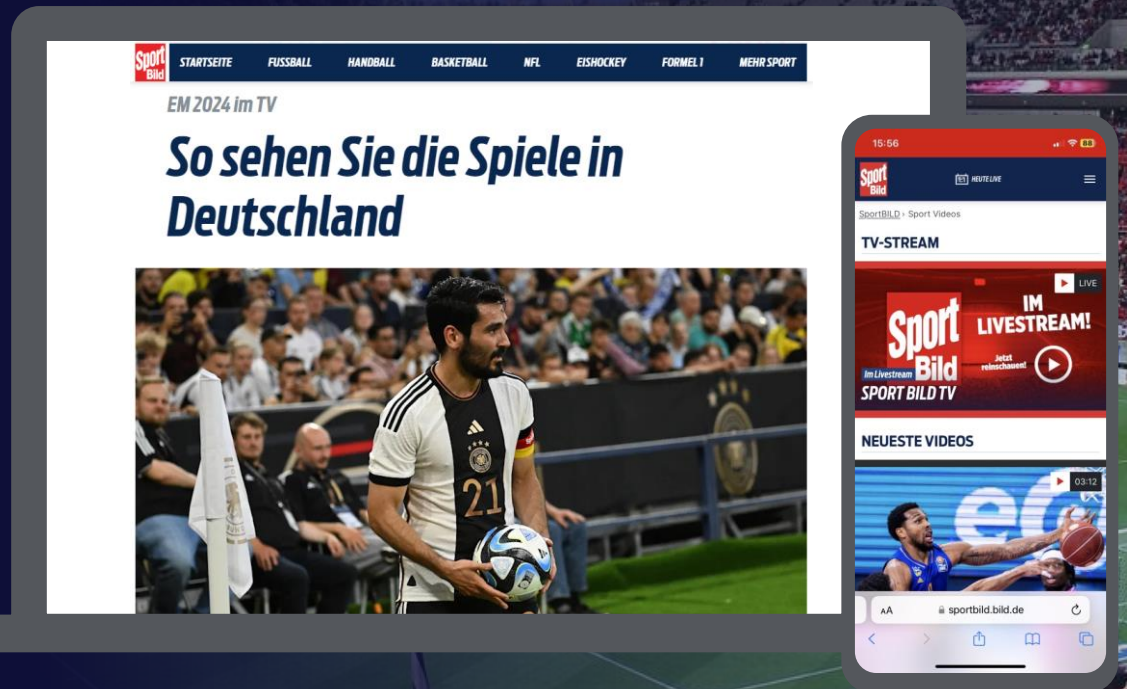 Sport Bild
STARTSEITE FUSSBALL HANDBALL BASKETBALL NFL EISHOCKEY FORMEL 1 MEHR SPORT
EM 2024 im TV
So sehen Sie die Spiele in
Deutschland
21
15:56
88
Sport Bild
HEUTE LIVE
SportBILD › Sport Videos
TV-STREAM
LIVE
IM
LIVESTREAM!
Jetzt
reinschauen!
Sport
Bild
Im Livestream
SPORT BILD TV
NEUESTE VIDEOS
03:12
AA sportbild.bild.de